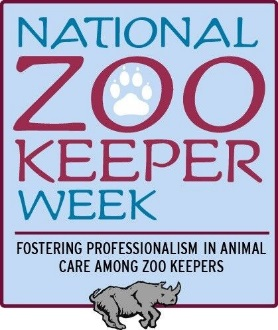 NATIONAL
ZOO
KEEPER
WEEK
FOSTERING PROFESSIONALISM IN ANIMAL
CARE AMONG ZOO KEEPERS